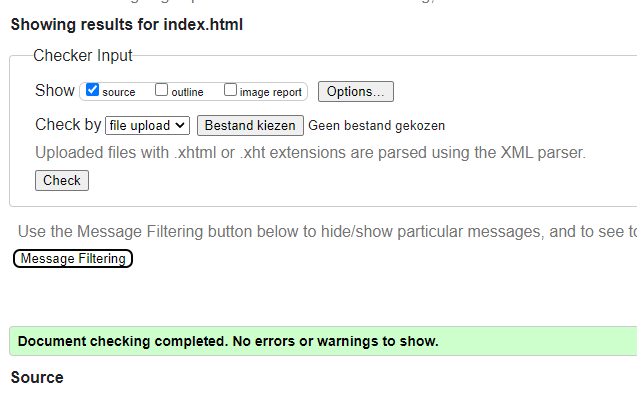 Showing results for index.html
Checker Input
Show source outline image report Options...
Check by file upload Bestand kiezen Geen bestand gekozen
Uploaded files with .xhtml or .xht extensions are parsed using the XML parser.
Check
Use the Message Filtering button below to hide/show particular messages, and to see
Message Filtering
Document checking completed. No errors or warnings to show.
Source